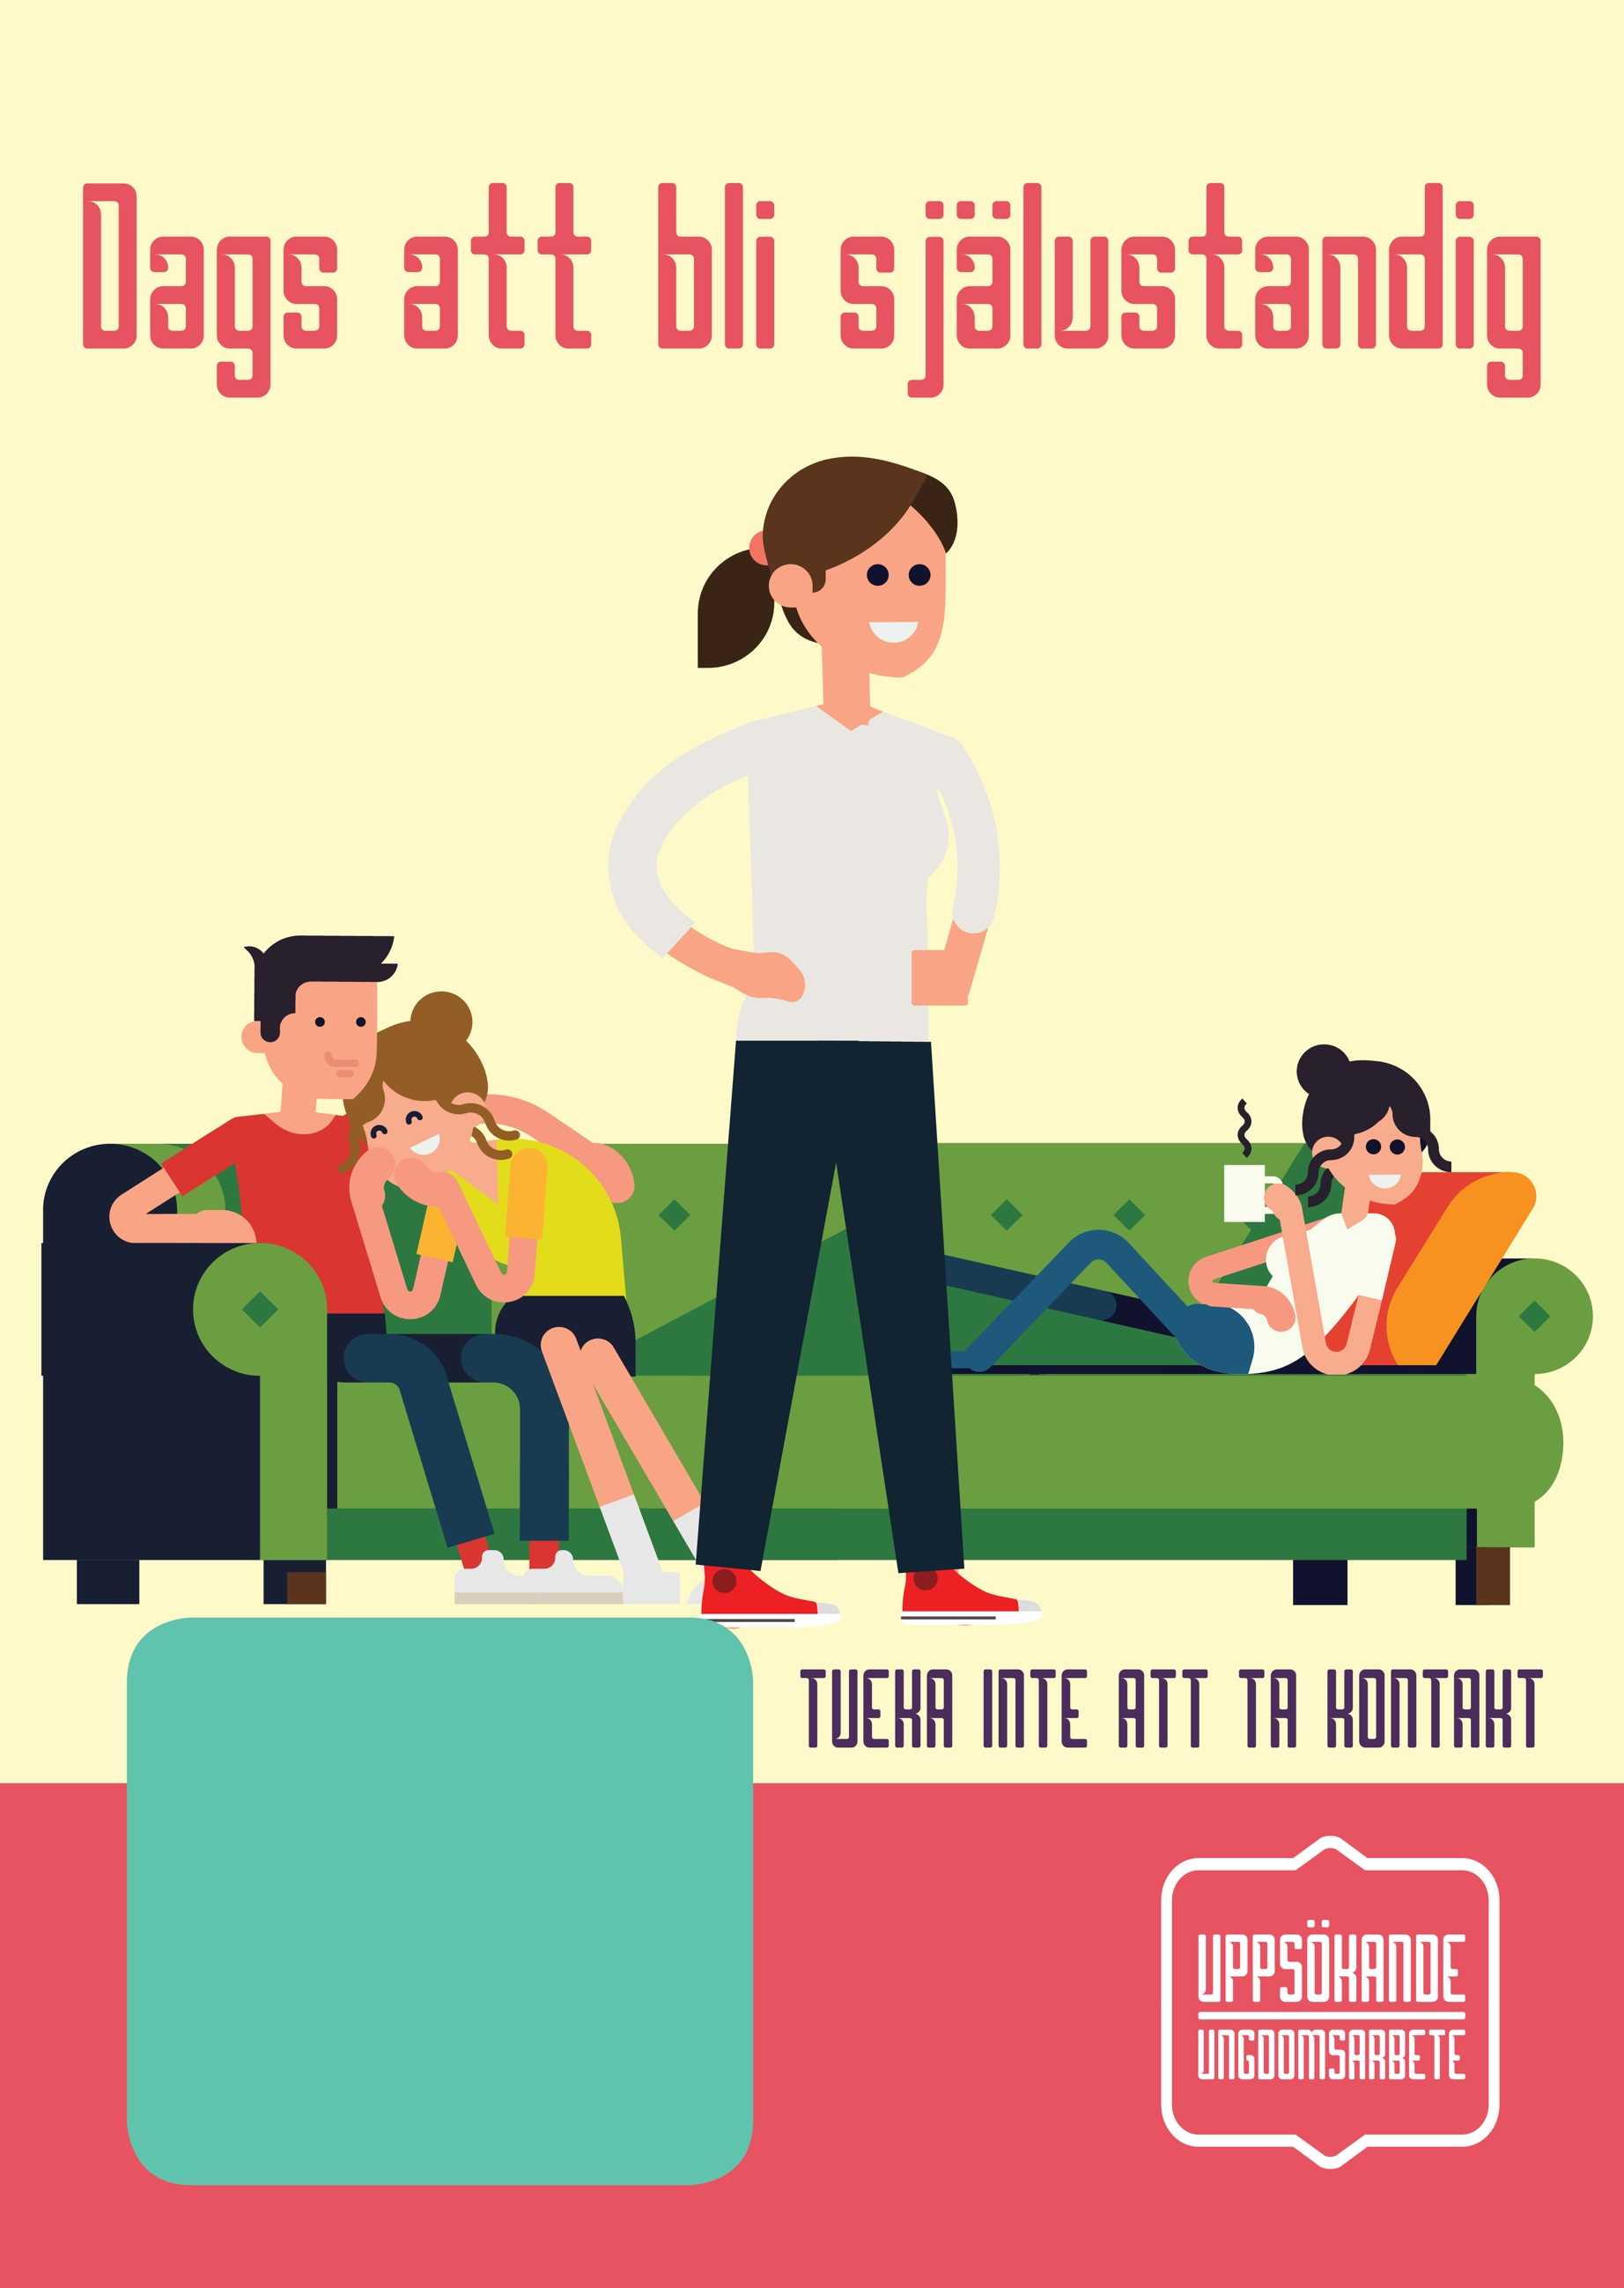 Dags att bli självstandig
TVEKA INTE ATT TA KONTAKT
UPPSÖKANDE
UNGDOMSARBETE